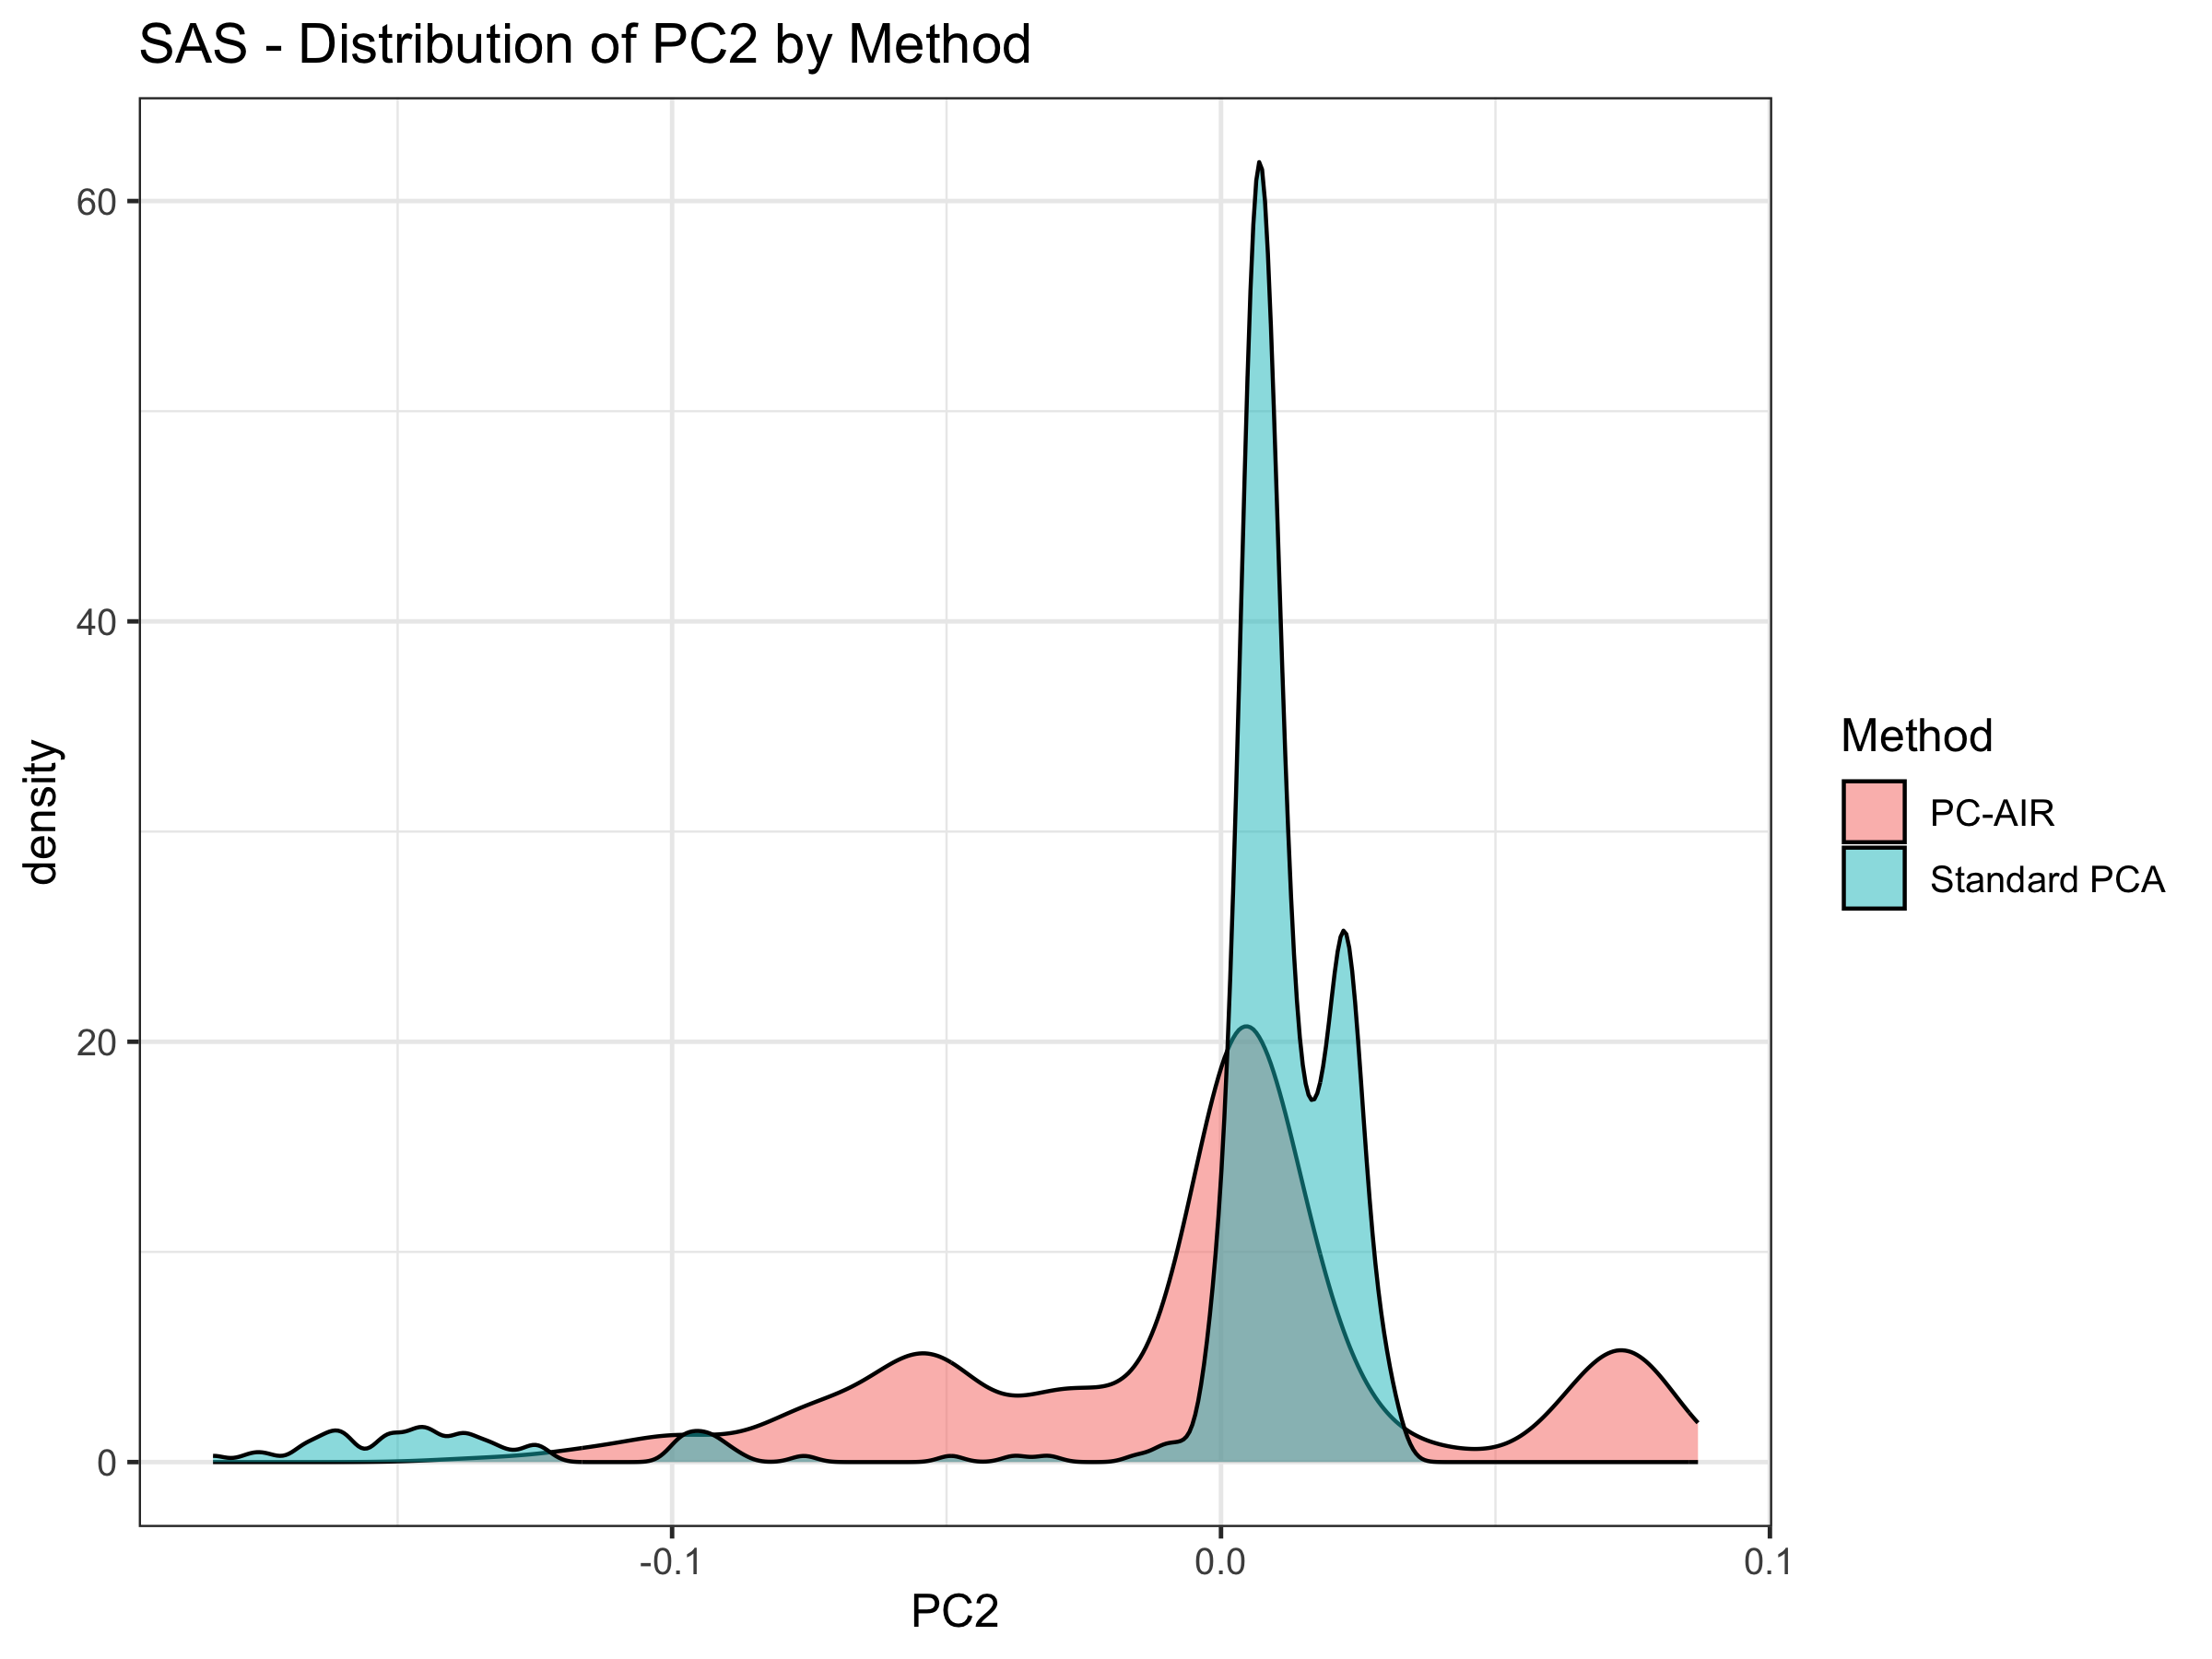 SAS - Distribution of PC2 by Method
60
40
20
0
density
-0.1
0.0
0.1
PC2
Method
PC-AIR
Standard PCA